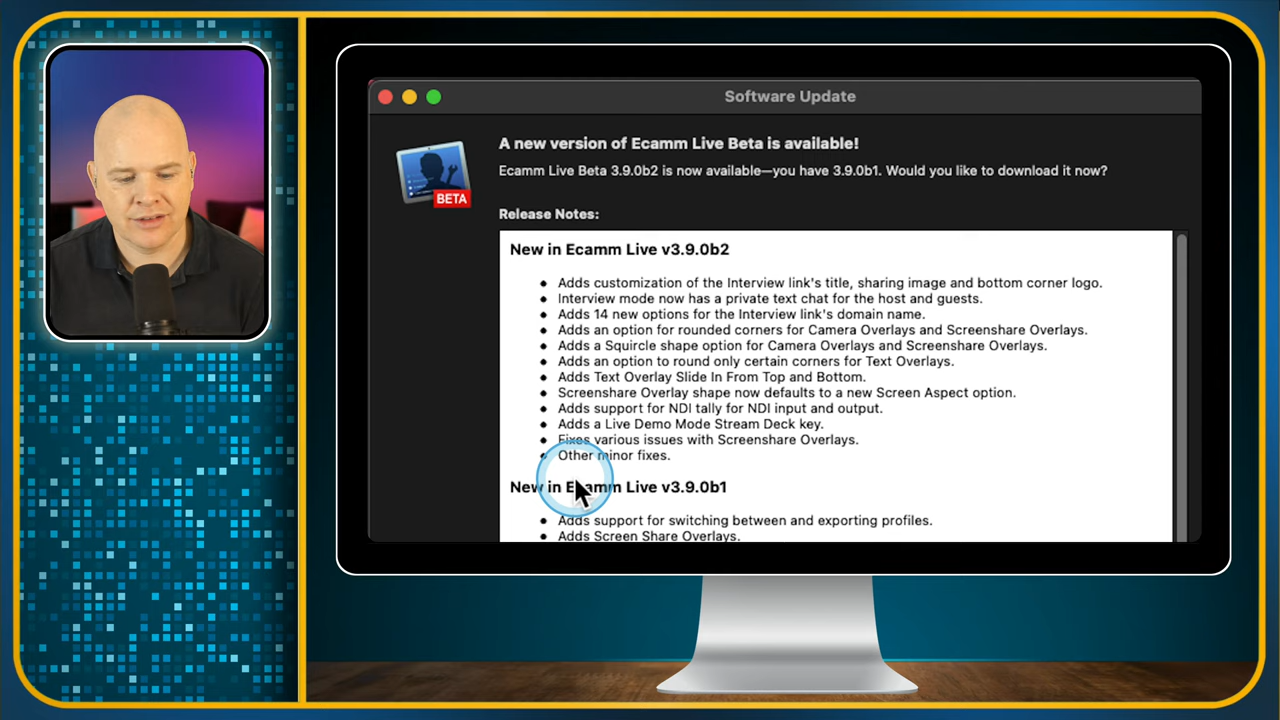 Software Update
A new version of Ecamm Live Beta is available!
Ecamm Live Beta 3.9.0b2 is now available—you have 3.9.0b1. Would you like to download it now?
BETA
Release Notes:
New in Ecamm Live v3.9.0b2
• Adds customization of the Interview link's title, sharing image and bottom corner logo.
• Interview mode now has a private text chat for the host and guests.
• Adds 14 new options for the Interview link's domain name.
• Adds an option for rounded corners for Camera Overlays and Screenshare Overlays.
• Adds a Squircle shape option for Camera Overlays and Screenshare Overlays.
• Adds an option to round only certain corners for Text Overlays.
• Adds Text Overlay Slide In From Top and Bottom.
• Screenshare Overlay shape now defaults to a new Screen Aspect option.
• Adds support for NDI tally for NDI input and output.
• Adds a Live Demo Mode Stream Deck key.
• Fixes various issues with Screenshare Overlays.
• Other minor fixes.
New in Ecamm Live v3.9.0b1
• Adds support for switching between and exporting profiles.
• Adds Screen Share Overlays.